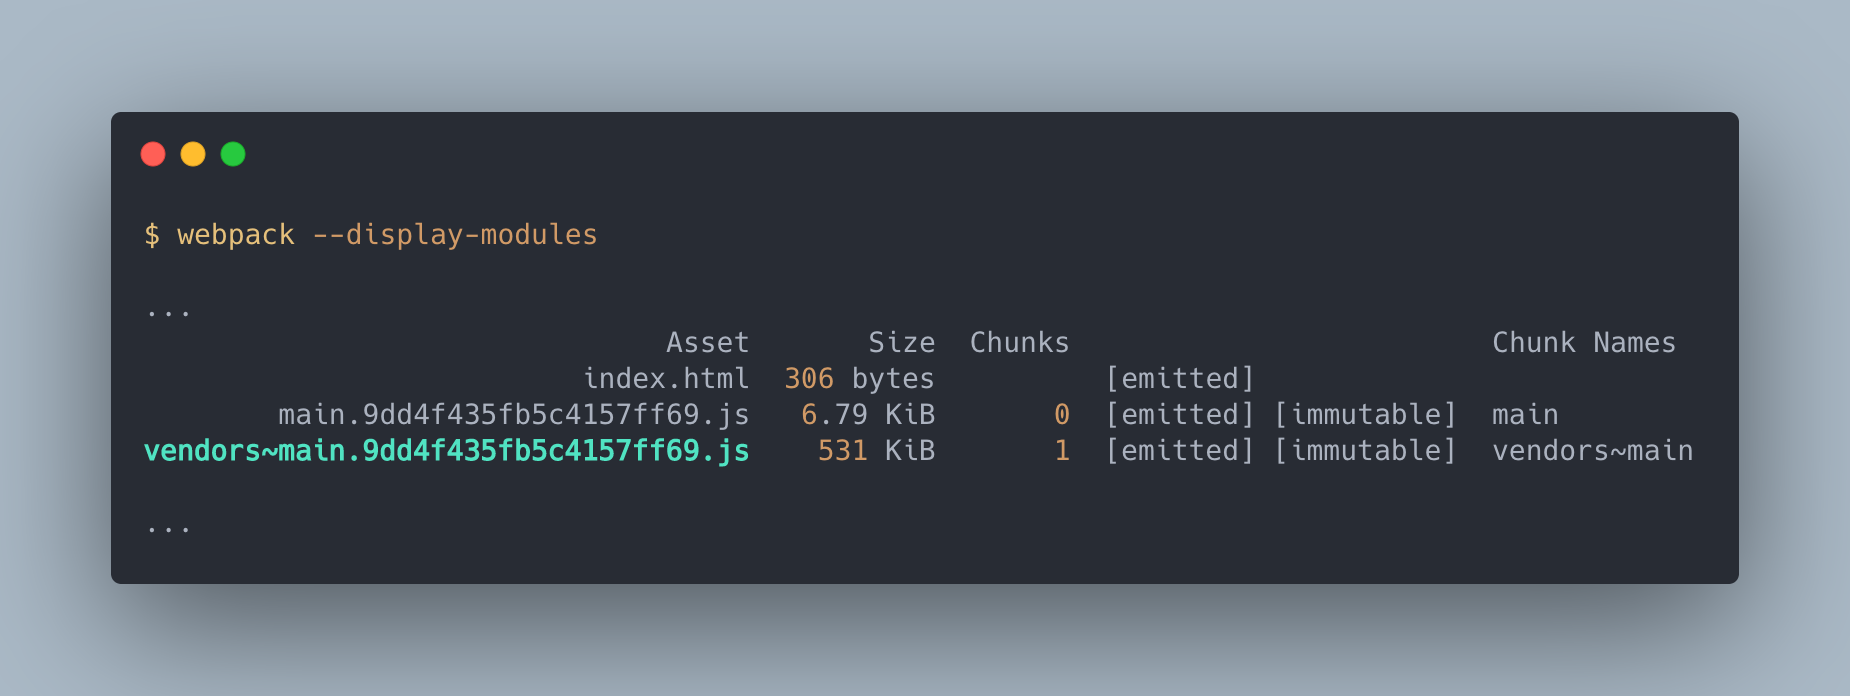 $ webpack --display-modules
...
Asset Size Chunks Chunk Names
index.html 306 bytes [emitted]
main.9dd4f435fb5c4157ff69.js 6.79 KiB 0 [emitted] [immutable] main
vendors~main.9dd4f435fb5c4157ff69.js 531 KiB 1 [emitted] [immutable] vendors~main
...